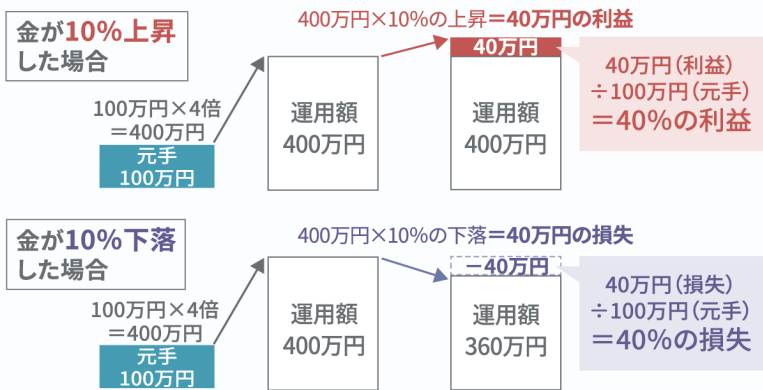 金が10%上昇
した場合
400万円×10%の上昇＝40万円の利益
100万円×4倍
＝400万円
元手
100万円
運用額
400万円
40万円
運用額
400万円
40万円（利益）
÷100万円（元手）
＝40%の利益
金が10%下落
した場合
400万円×10%の下落＝40万円の損失
100万円×4倍
＝400万円
元手
100万円
運用額
400万円
－40万円
運用額
360万円
40万円（損失）
÷100万円（元手）
＝40%の損失